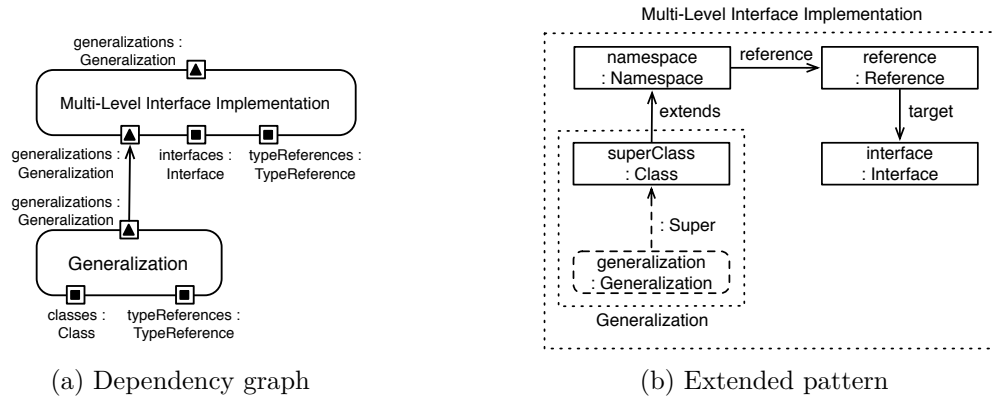 generalizations :
Generalization
Multi-Level Interface Implementation
generalizations :
Generalization
interfaces :
Interface
typeReferences :
TypeReference
generalizations :
Generalization
Generalization
classes :
Class
typeReferences :
TypeReference
(a) Dependency graph
Multi-Level Interface Implementation
namespace
: Namespace
reference
reference
: Reference
extends
target
superClass
: Class
interface
: Interface
: Super
generalization
: Generalization
Generalization
(b) Extended pattern